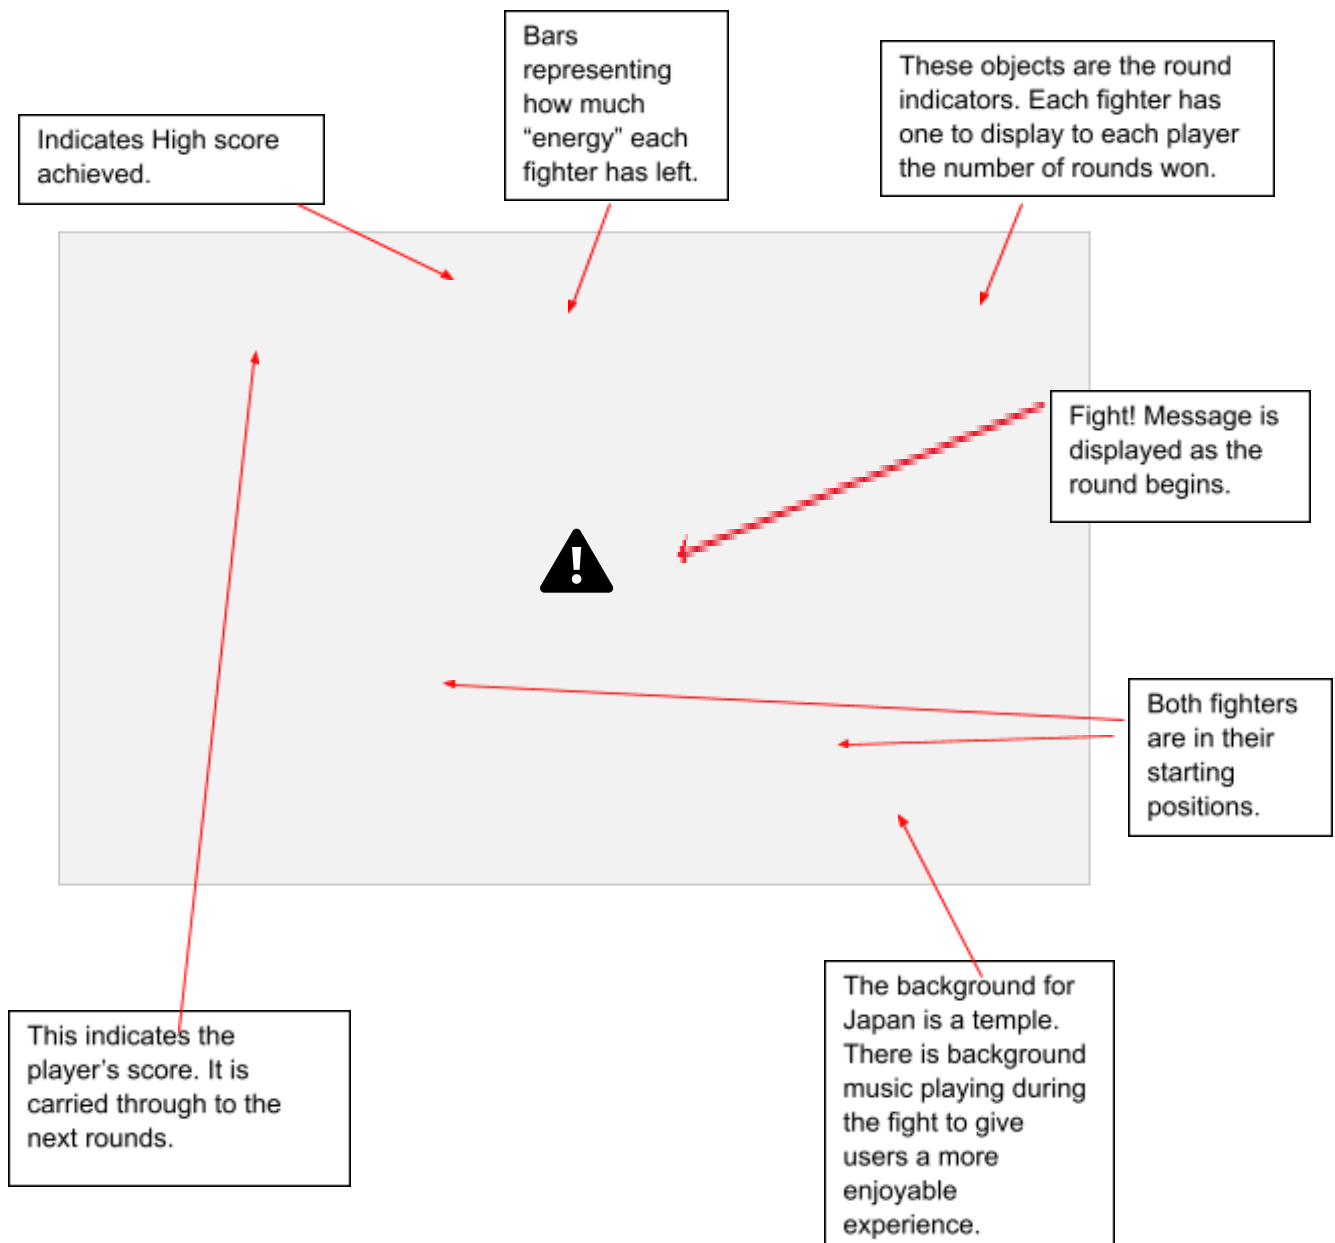 Bars
representing
how much
“energy” each
fighter has left.
These objects are the round
indicators. Each fighter has
one to display to each player
the number of rounds won.
Indicates High score
achieved.
Fight! Message is
displayed as the
round begins.
Both fighters
are in their
starting
positions.
The background for
Japan is a temple.
There is background
music playing during
the fight to give
users a more
enjoyable
experience.
This indicates the
player’s score. It is
carried through to the
next rounds.